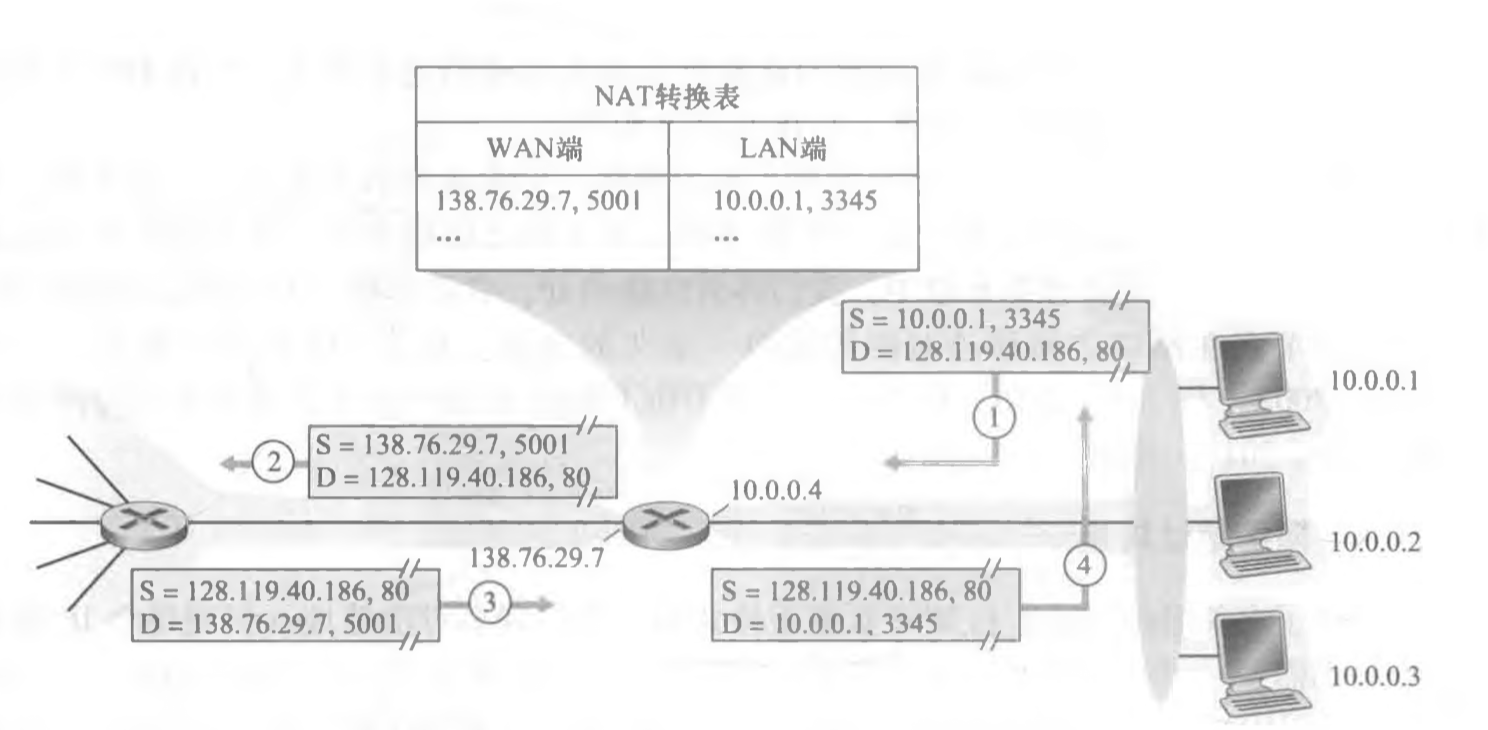 NAT转换表
WAN端 LAN端
138.76.29.7, 5001 10.0.0.1, 3345
... ...
S = 10.0.0.1, 3345
D = 128.119.40.186, 80
1
10.0.0.1
2
S = 138.76.29.7, 5001
D = 128.119.40.186, 80
10.0.0.4
138.76.29.7
10.0.0.2
4
S = 128.119.40.186, 80
D = 138.76.29.7, 5001
3
S = 128.119.40.186, 80
D = 10.0.0.1, 3345
10.0.0.3